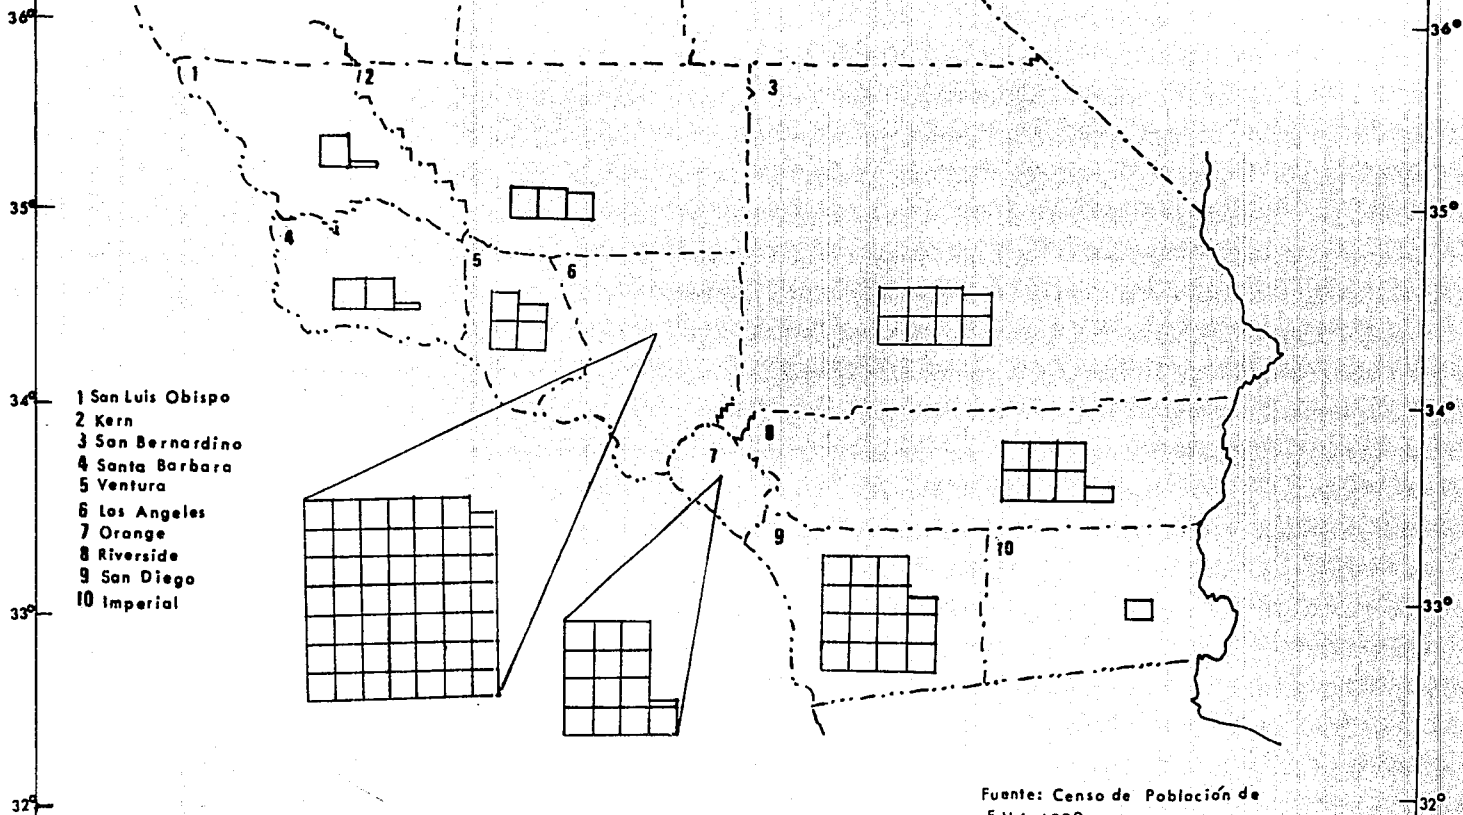 36°
36°
1
2
3
35°
35°
4
5
6
34°
34°
1 San Luis Obispo
2 Kern
3 San Bernardino
4 Santa Barbara
5 Ventura
6 Los Angeles
7 Orange
8 Riverside
9 San Diego
10 Imperial
8
7
9
10
33°
33°
Fuente: Censo de Población de
32°
32°